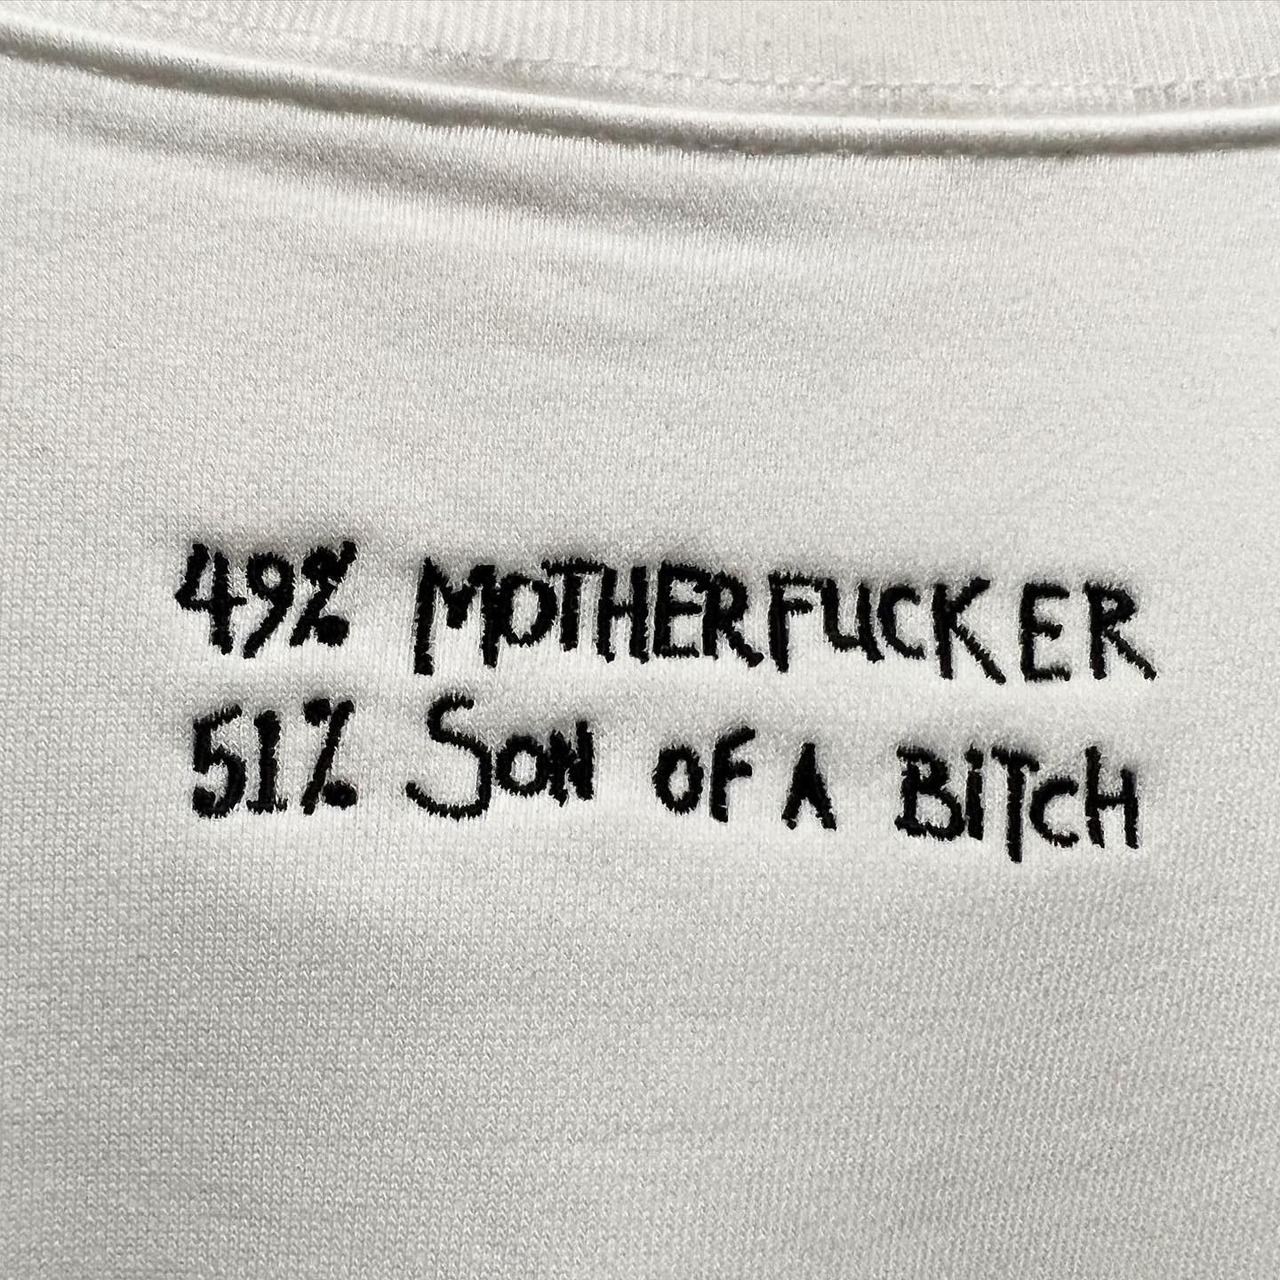 49% MOTHERFUCKER
51% SON OF A BiTcH